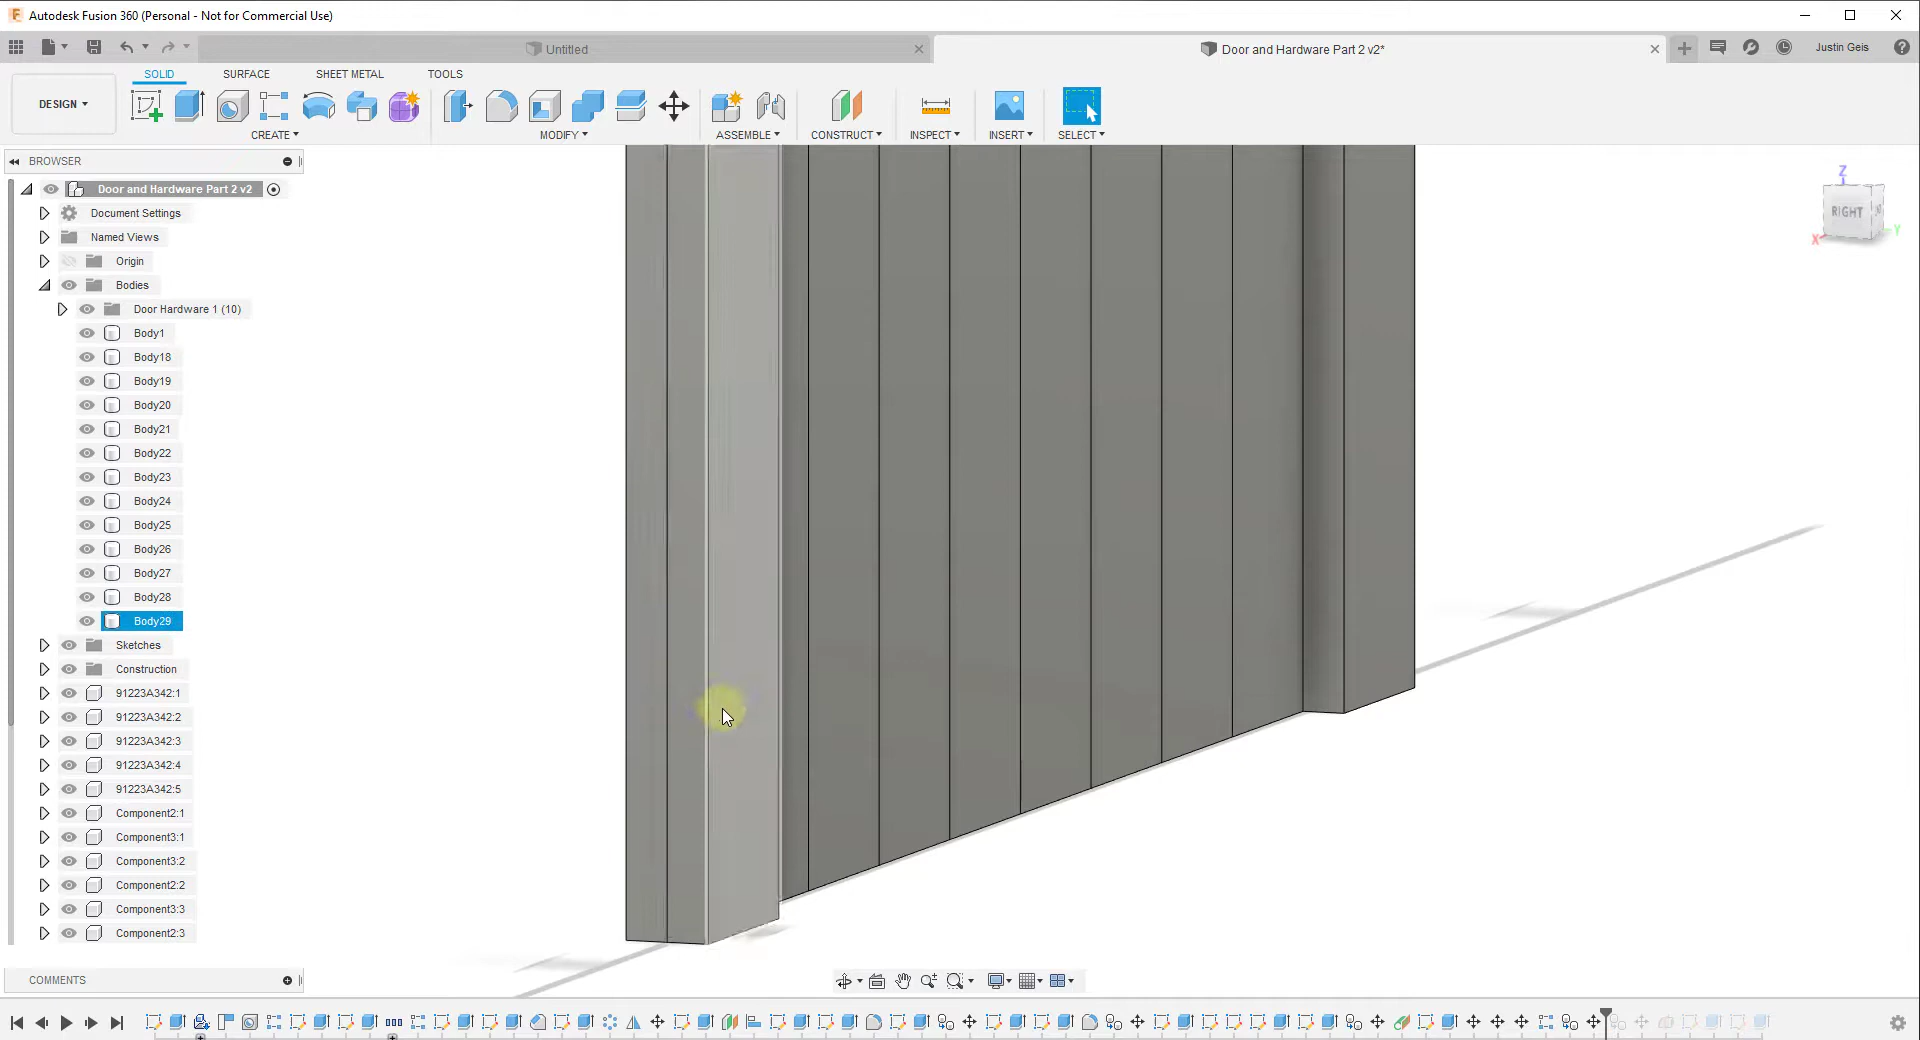 Autodesk Fusion 360 (Personal - Not for Commercial Use)
Untitled
Door and Hardware Part 2 v2*
Justin Geis
DESIGN
SOLID
SURFACE
SHEET METAL
TOOLS
CREATE
MODIFY
ASSEMBLE
CONSTRUCT
INSPECT
INSERT
SELECT
BROWSER
Door and Hardware Part 2 v2
Document Settings
Named Views
Origin
Bodies
Door Hardware 1 (10)
Body1
Body18
Body19
Body20
Body21
Body22
Body23
Body24
Body25
Body26
Body27
Body28
Body29
Sketches
Construction
91223A342:1
91223A342:2
91223A342:3
91223A342:4
91223A342:5
Component2:1
Component3:1
Component3:2
Component2:2
Component3:3
Component2:3
Z
RIGHT
X
Y
COMMENTS